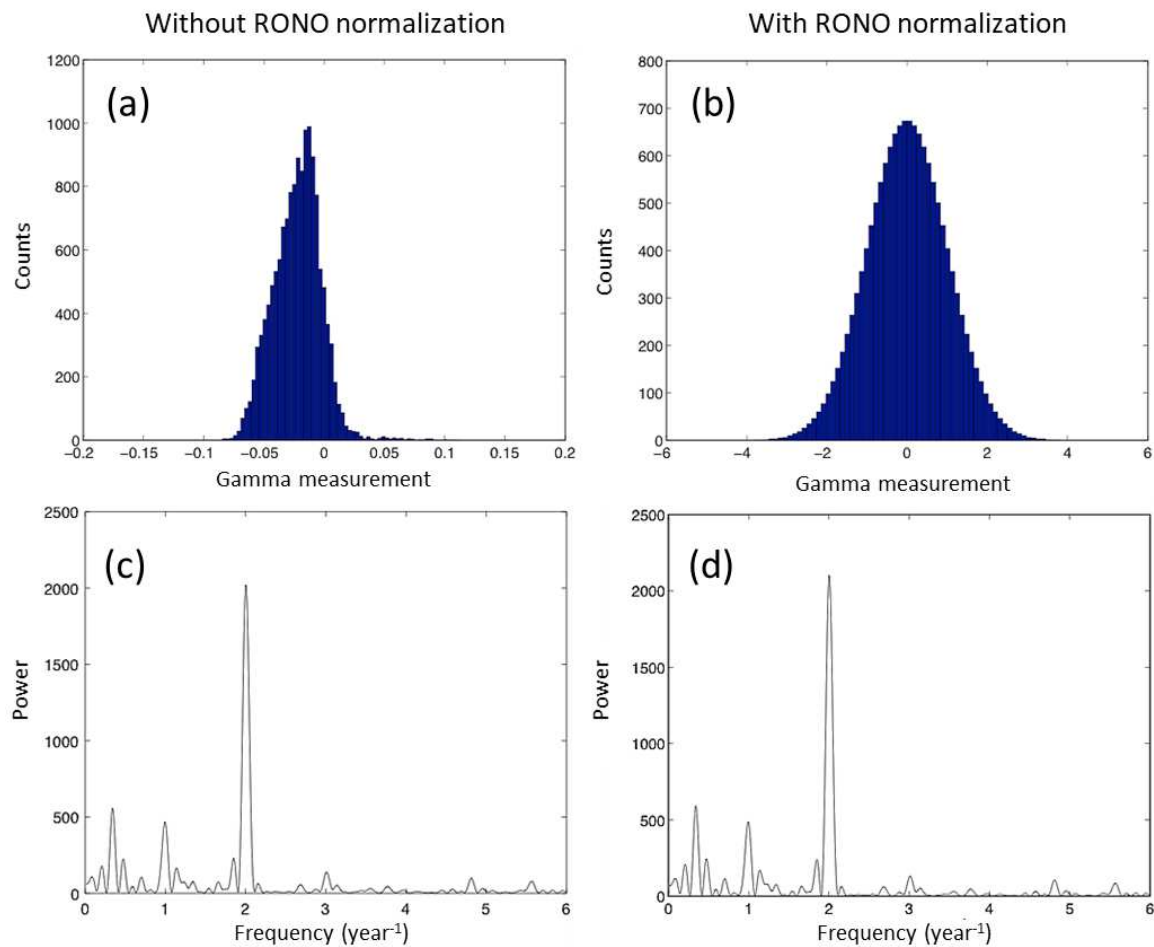 Without RONO normalization
With RONO normalization
(a)
1200
1000
800
600
400
200
0
Counts
−0.2 −0.15 −0.1 −0.05 0 0.05 0.1 0.15 0.2
Gamma measurement
(b)
800
700
600
500
400
300
200
100
0
Counts
−6 −4 −2 0 2 4 6
Gamma measurement
(c)
2500
2000
1500
1000
500
0
Power
0 1 2 3 4 5 6
Frequency (year-1)
(d)
2500
2000
1500
1000
500
0
Power
0 1 2 3 4 5 6
Frequency (year-1)